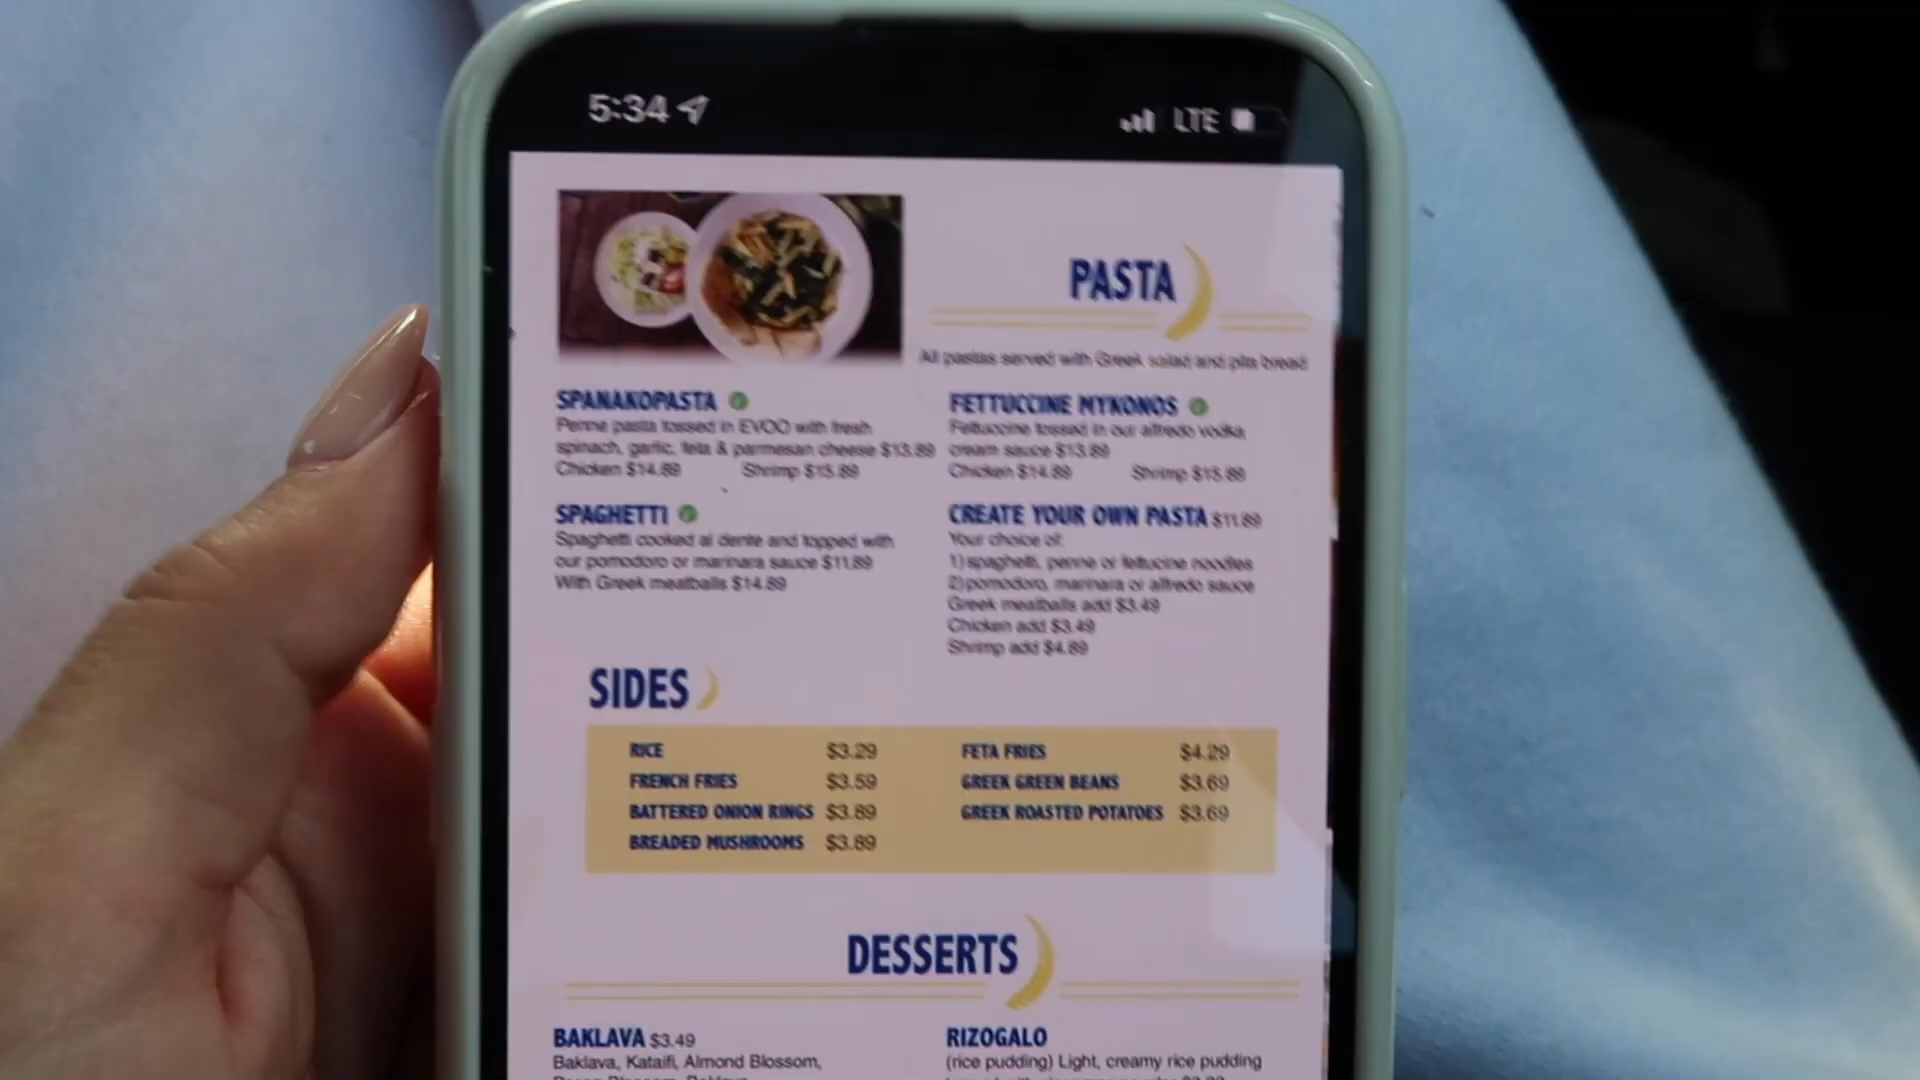 5:34
LTE
PASTA
All pastas served with Greek salad and pita bread
SPANAKOPASTA
Penne pasta tossed in EVOO with fresh
spinach, garlic, feta & parmesan cheese $13.89
Chicken $14.89 Shrimp $15.89
FETTUCCINE MYKONOS
Fettuccine tossed in our alfredo vodka
cream sauce $13.89
Chicken $14.89 Shrimp $15.89
SPAGHETTI
Spaghetti cooked al dente and topped with
our pomodoro or marinara sauce $11.89
With Greek meatballs $14.89
CREATE YOUR OWN PASTA $11.89
Your choice of:
1) spaghetti, penne or fettucine noodles
2) pomodoro, marinara or alfredo sauce
Greek meatballs add $3.49
Chicken add $3.49
Shrimp add $4.89
SIDES
RICE $3.29
FRENCH FRIES $3.59
BATTERED ONION RINGS $3.89
BREADED MUSHROOMS $3.89
FETA FRIES $4.29
GREEK GREEN BEANS $3.69
GREEK ROASTED POTATOES $3.69
DESSERTS
BAKLAVA $3.49
Baklava, Kataifi, Almond Blossom,
RIZOGALO
(rice pudding) Light, creamy rice pudding